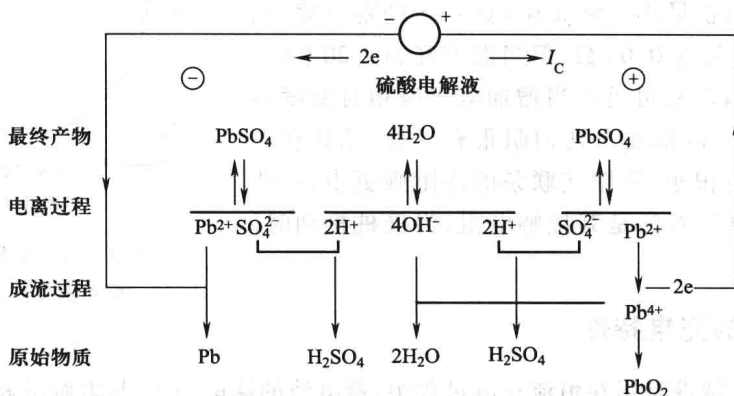 − +
2e I_C
⊖ 硫酸电解液 ⊕
最终产物 PbSO₄ 4H₂O PbSO₄
电离过程
Pb²⁺ SO₄²⁻ 2H⁺ 4OH⁻ 2H⁺ SO₄²⁻ Pb²⁺
成流过程 2e
Pb⁴⁺
原始物质 Pb H₂SO₄ 2H₂O H₂SO₄
PbO₂